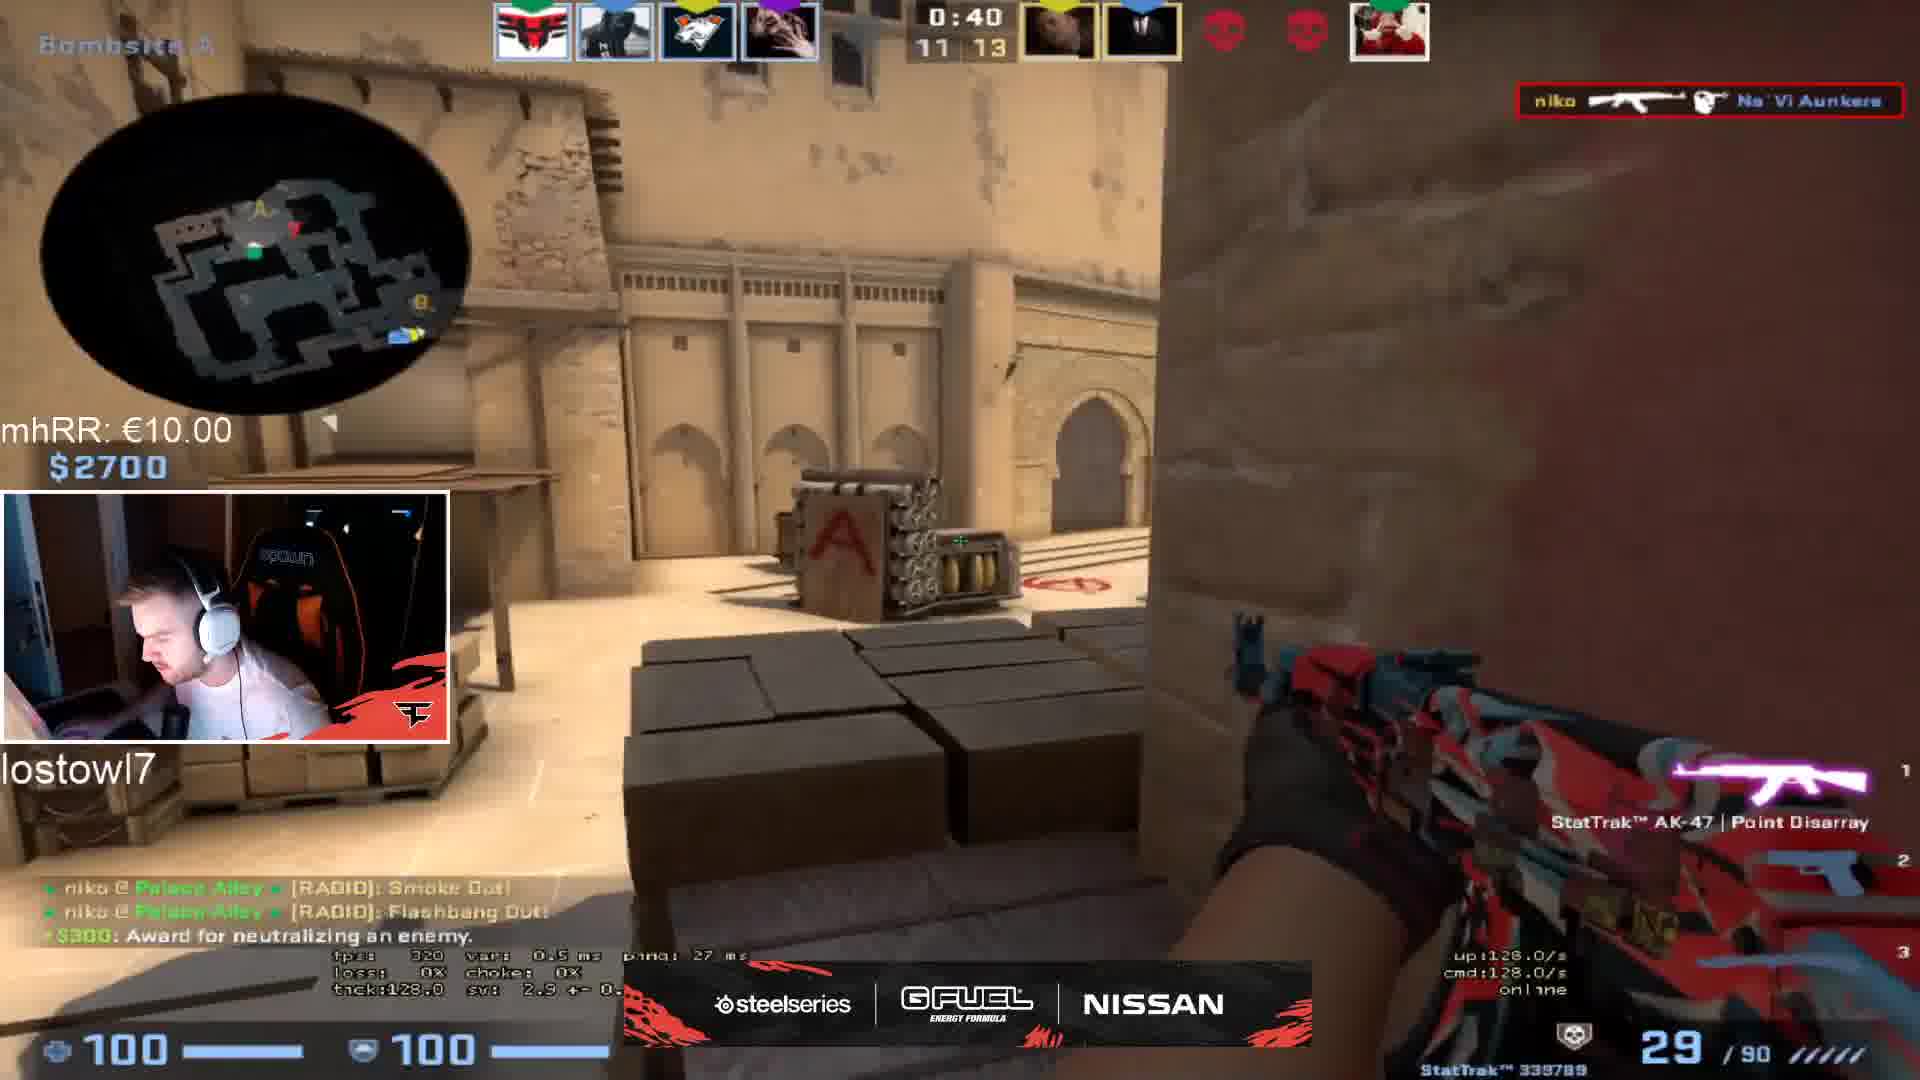 Bombsite A
0:40
11 13
niko Na`Vi Aunkere
A
B
mhRR: €10.00
$2700
spawn
A
lostowl7
1
StatTrak™ AK-47 | Point Disarray
2
3
niko @ Palace Alley [RADIO]: Smoke Out!
niko @ Palace Alley [RADIO]: Flashbang Out!
+$300: Award for neutralizing an enemy.
fps: 320 var: 0.5 ms ping: 27 ms
loss: 0% choke: 0%
tick:128.0 sv: 2.9 +- 0.
up:128.0/s
cmd:128.0/s
online
steelseries
GFUEL
ENERGY FORMULA
NISSAN
100
100
29 / 90
StatTrak™ 339789